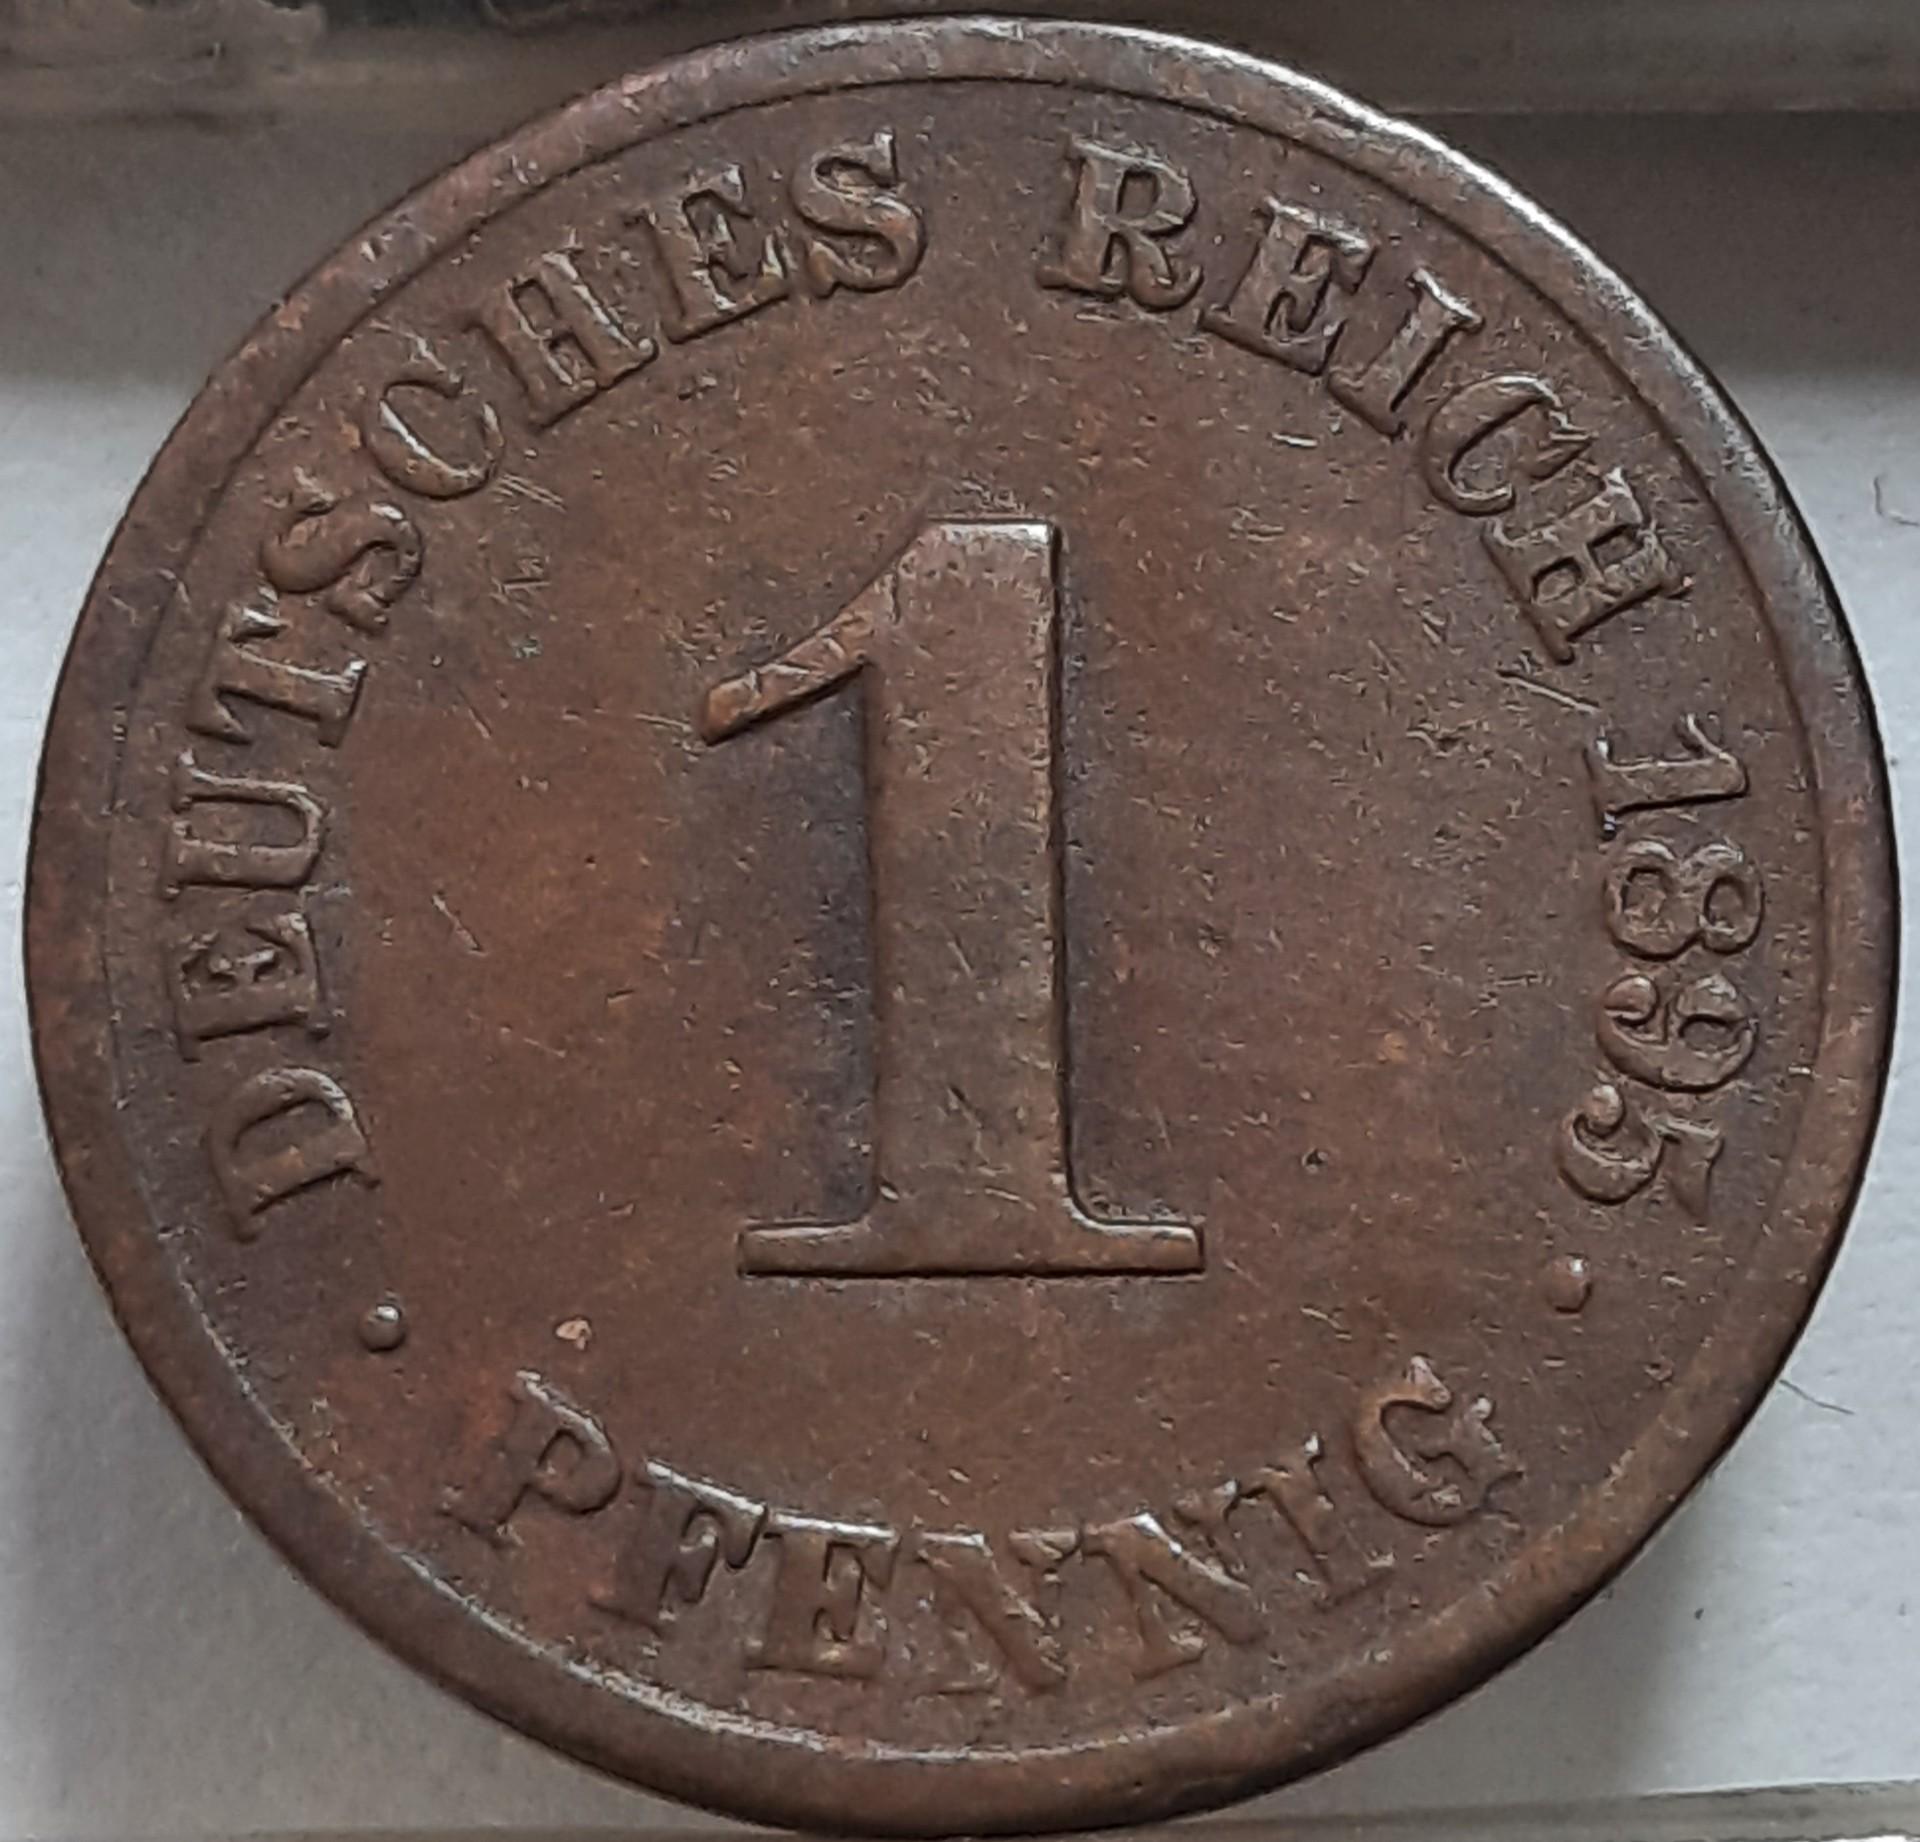 DEUTSCHES REICH 1895
1
· PFENNIG ·